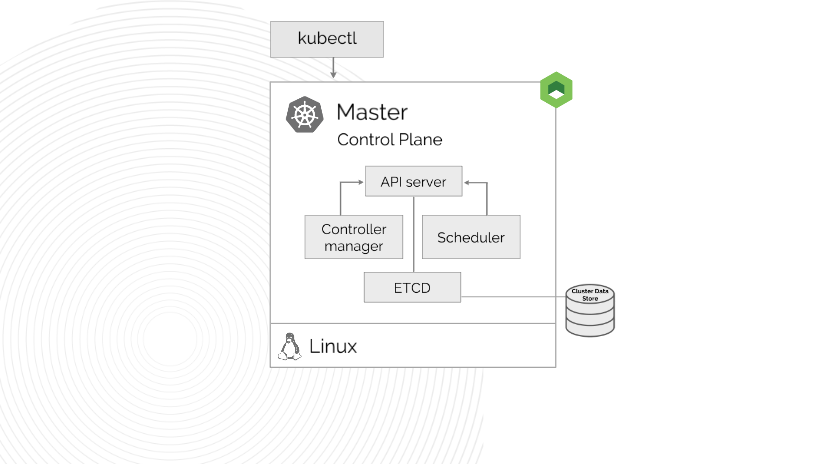 kubectl
Master
Control Plane
API server
Controller
manager
Scheduler
ETCD
Cluster Data
Store
Linux